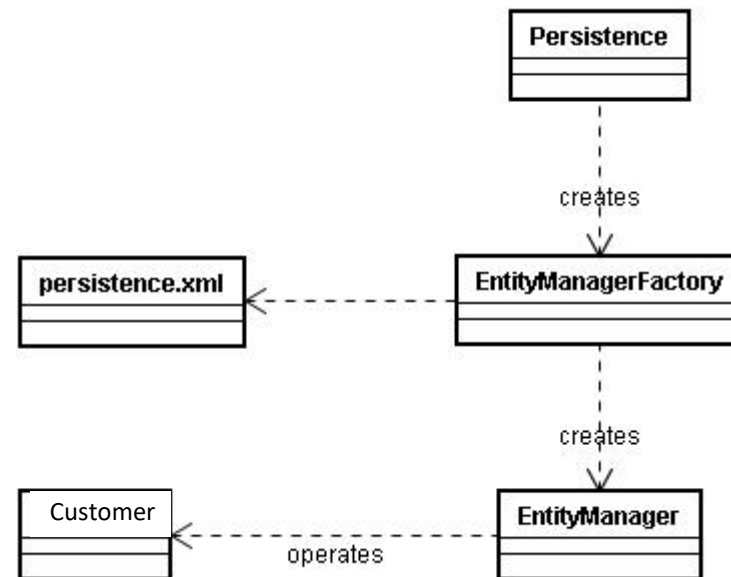 Persistence
creates
persistence.xml
EntityManagerFactory
creates
Customer
EntityManager
operates